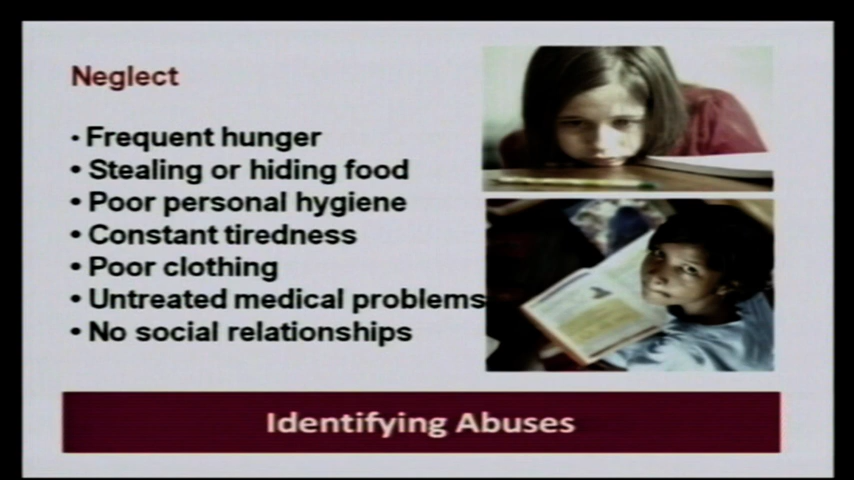 Neglect
• Frequent hunger
• Stealing or hiding food
• Poor personal hygiene
• Constant tiredness
• Poor clothing
• Untreated medical problems
• No social relationships
Identifying Abuses